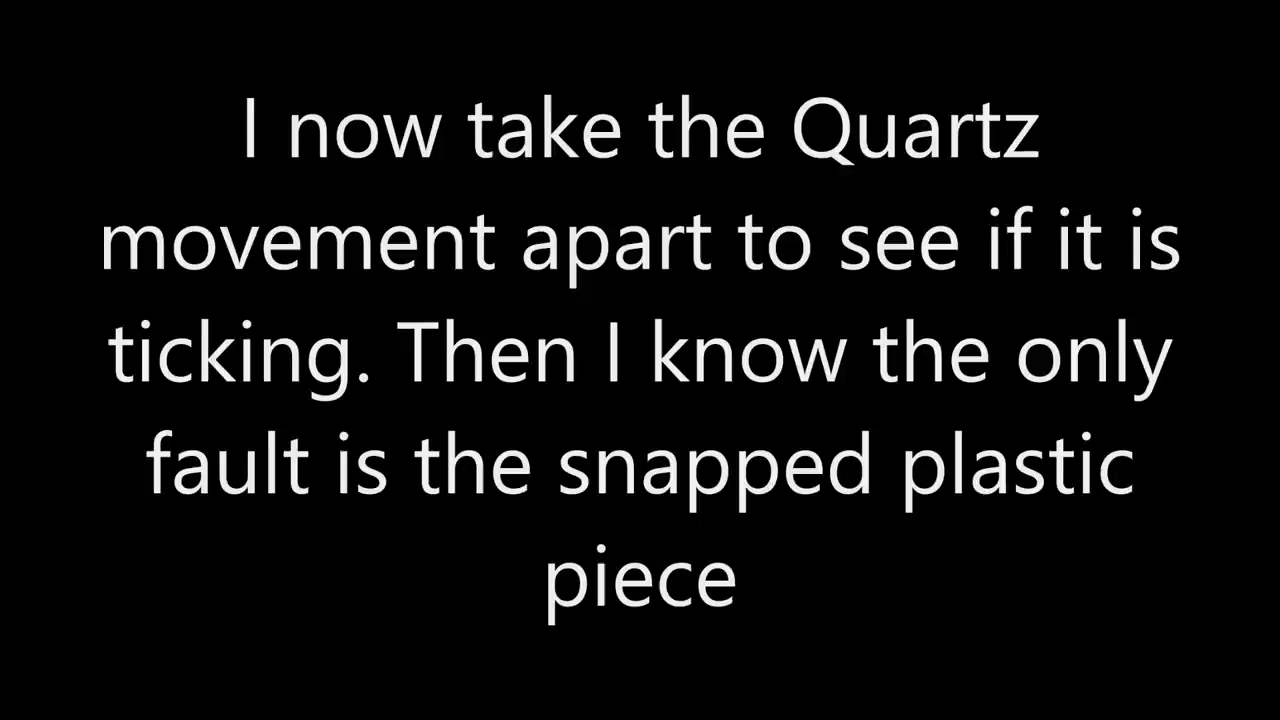 I now take the Quartz
movement apart to see if it is
ticking. Then I know the only
fault is the snapped plastic
piece